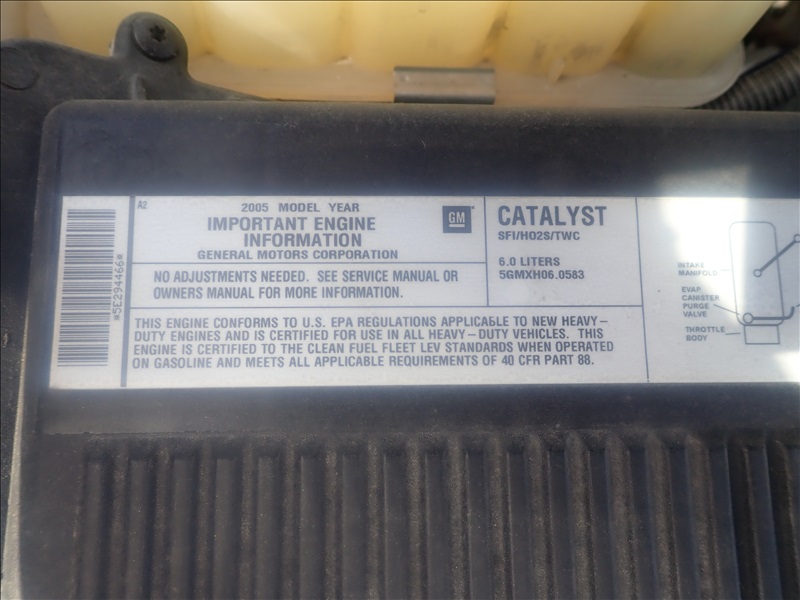 *5E294466*
A2
2005 MODEL YEAR
IMPORTANT ENGINE
INFORMATION
GENERAL MOTORS CORPORATION
GM
NO ADJUSTMENTS NEEDED. SEE SERVICE MANUAL OR
OWNERS MANUAL FOR MORE INFORMATION.
CATALYST
SFI/HO2S/TWC
6.0 LITERS
5GMXH06.0583
THIS ENGINE CONFORMS TO U.S. EPA REGULATIONS APPLICABLE TO NEW HEAVY-
DUTY ENGINES AND IS CERTIFIED FOR USE IN ALL HEAVY-DUTY VEHICLES. THIS
ENGINE IS CERTIFIED TO THE CLEAN FUEL FLEET LEV STANDARDS WHEN OPERATED
ON GASOLINE AND MEETS ALL APPLICABLE REQUIREMENTS OF 40 CFR PART 88.
INTAKE
MANIFOLD
EVAP
CANISTER
PURGE
VALVE
THROTTLE
BODY